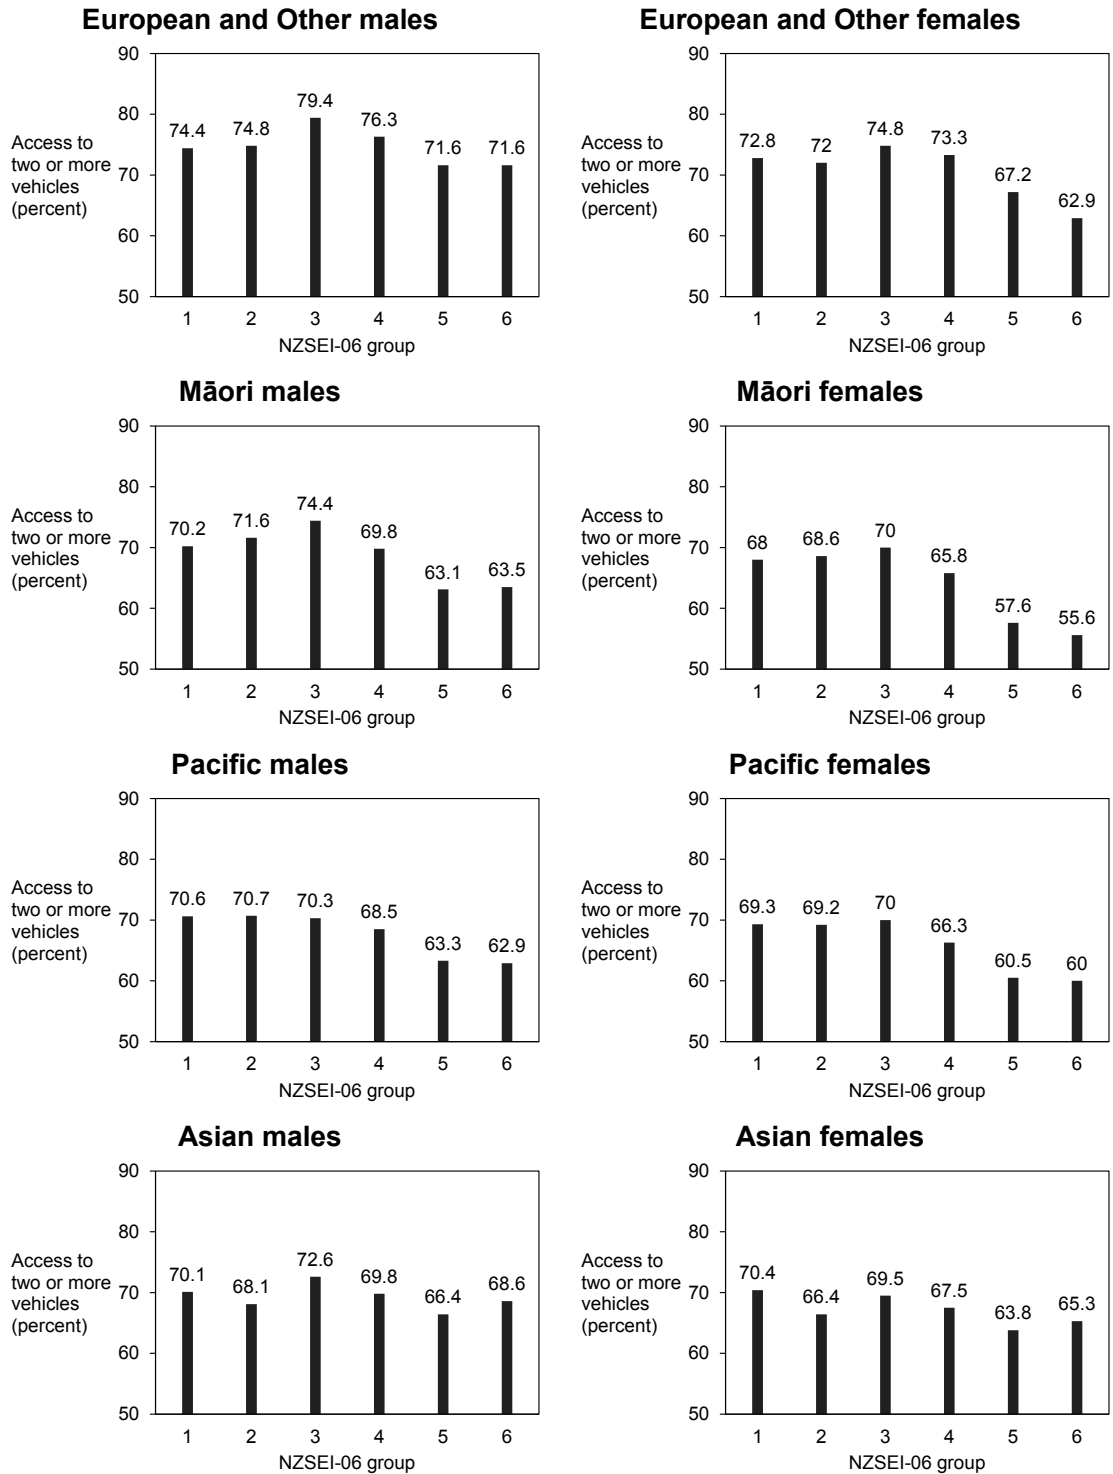 European and Other males
90
80
70
60
50
Access to
two or more
vehicles
(percent)
74.4
74.8
79.4
76.3
71.6
71.6
1 2 3 4 5 6
NZSEI-06 group
European and Other females
90
80
70
60
50
Access to
two or more
vehicles
(percent)
72.8
72
74.8
73.3
67.2
62.9
1 2 3 4 5 6
NZSEI-06 group
Māori males
90
80
70
60
50
Access to
two or more
vehicles
(percent)
70.2
71.6
74.4
69.8
63.1
63.5
1 2 3 4 5 6
NZSEI-06 group
Māori females
90
80
70
60
50
Access to
two or more
vehicles
(percent)
68
68.6
70
65.8
57.6
55.6
1 2 3 4 5 6
NZSEI-06 group
Pacific males
90
80
70
60
50
Access to
two or more
vehicles
(percent)
70.6
70.7
70.3
68.5
63.3
62.9
1 2 3 4 5 6
NZSEI-06 group
Pacific females
90
80
70
60
50
Access to
two or more
vehicles
(percent)
69.3
69.2
70
66.3
60.5
60
1 2 3 4 5 6
NZSEI-06 group
Asian males
90
80
70
60
50
Access to
two or more
vehicles
(percent)
70.1
68.1
72.6
69.8
66.4
68.6
1 2 3 4 5 6
NZSEI-06 group
Asian females
90
80
70
60
50
Access to
two or more
vehicles
(percent)
70.4
66.4
69.5
67.5
63.8
65.3
1 2 3 4 5 6
NZSEI-06 group